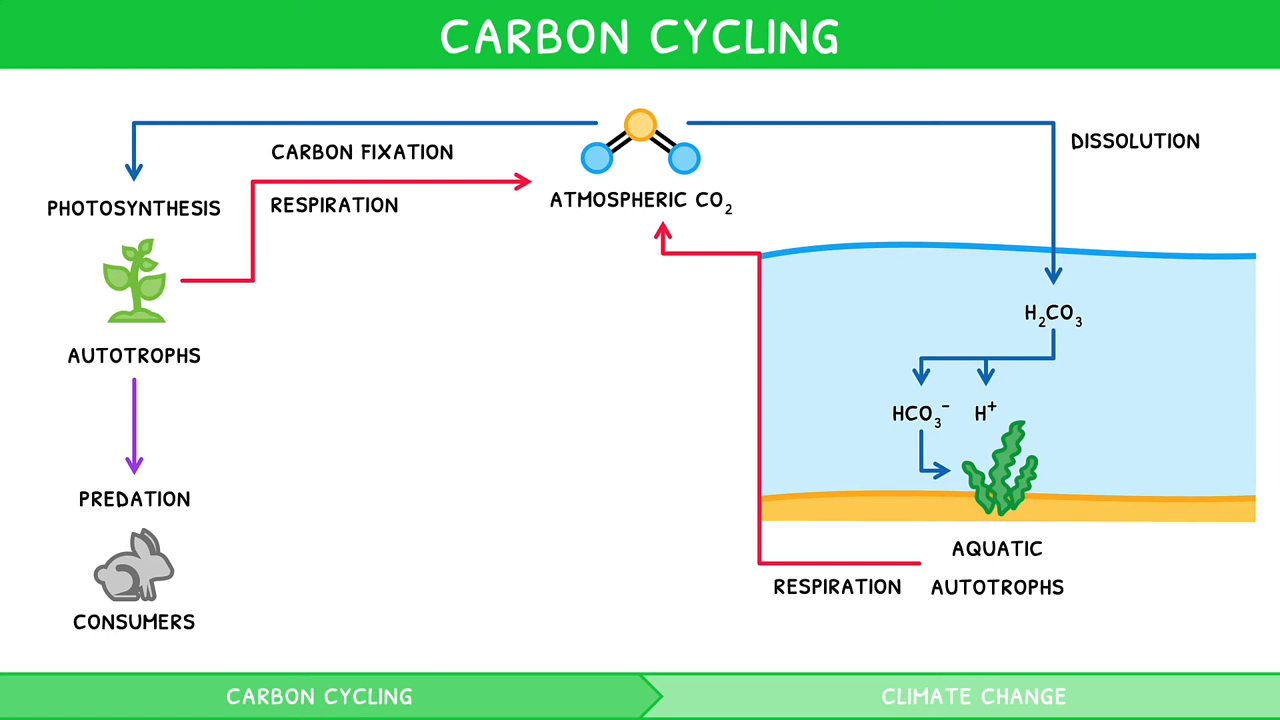 CARBON CYCLING
CARBON FIXATION
RESPIRATION
PHOTOSYNTHESIS
AUTOTROPHS
PREDATION
CONSUMERS
ATMOSPHERIC CO₂
DISSOLUTION
H₂CO₃
HCO₃⁻ H⁺
AQUATIC
AUTOTROPHS
RESPIRATION
CARBON CYCLING
CLIMATE CHANGE